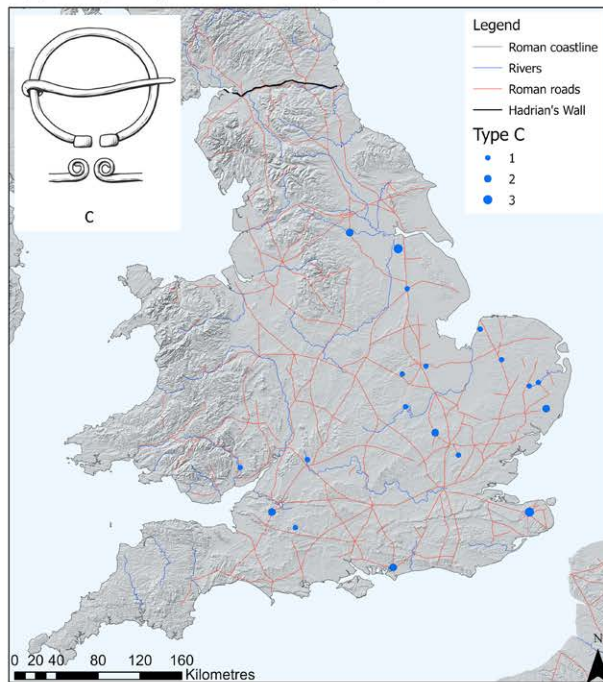 C
Legend
Roman coastline
Rivers
Roman roads
Hadrian's Wall
Type C
1
2
3
N
0 20 40 80 120 160
Kilometres